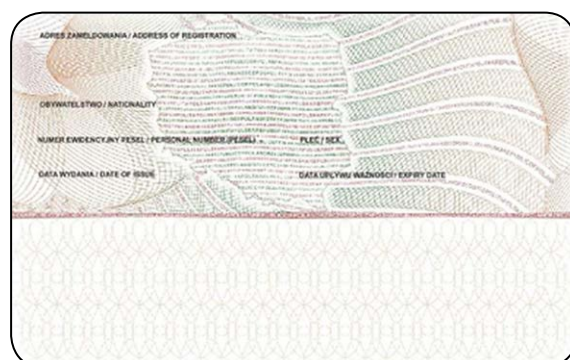 ADRES ZAMELDOWANIA / ADDRESS OF REGISTRATION
OBYWATELSTWO / NATIONALITY
NUMER EWIDENCYJNY PESEL / PERSONAL NUMBER (PESEL) PŁEĆ / SEX
DATA WYDANIA / DATE OF ISSUE DATA UPŁYWU WAŻNOŚCI / EXPIRY DATE